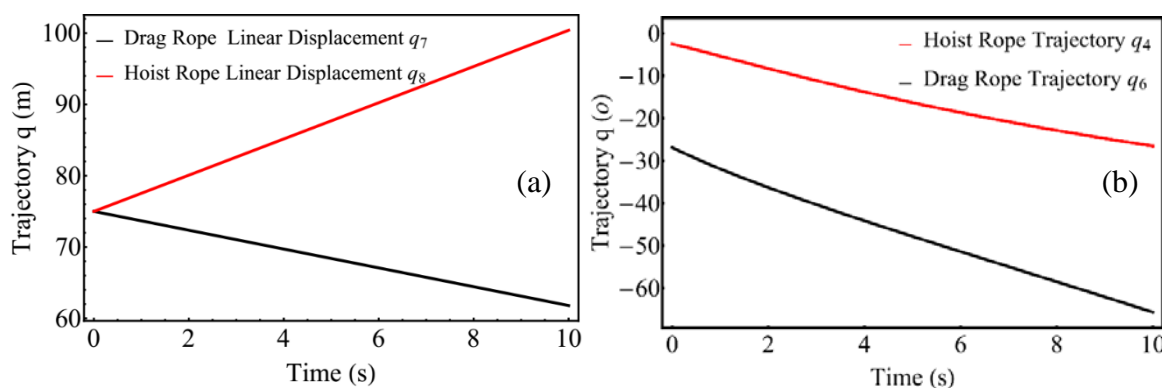 100
90
80
70
60
Trajectory q (m)
Drag Rope Linear Displacement q7
Hoist Rope Linear Displacement q8
(a)
0 2 4 6 8 10
Time (s)
0
−10
−20
−30
−40
−50
−60
Trajectory q (o)
Hoist Rope Trajectory q4
Drag Rope Trajectory q6
(b)
0 2 4 6 8 10
Time (s)